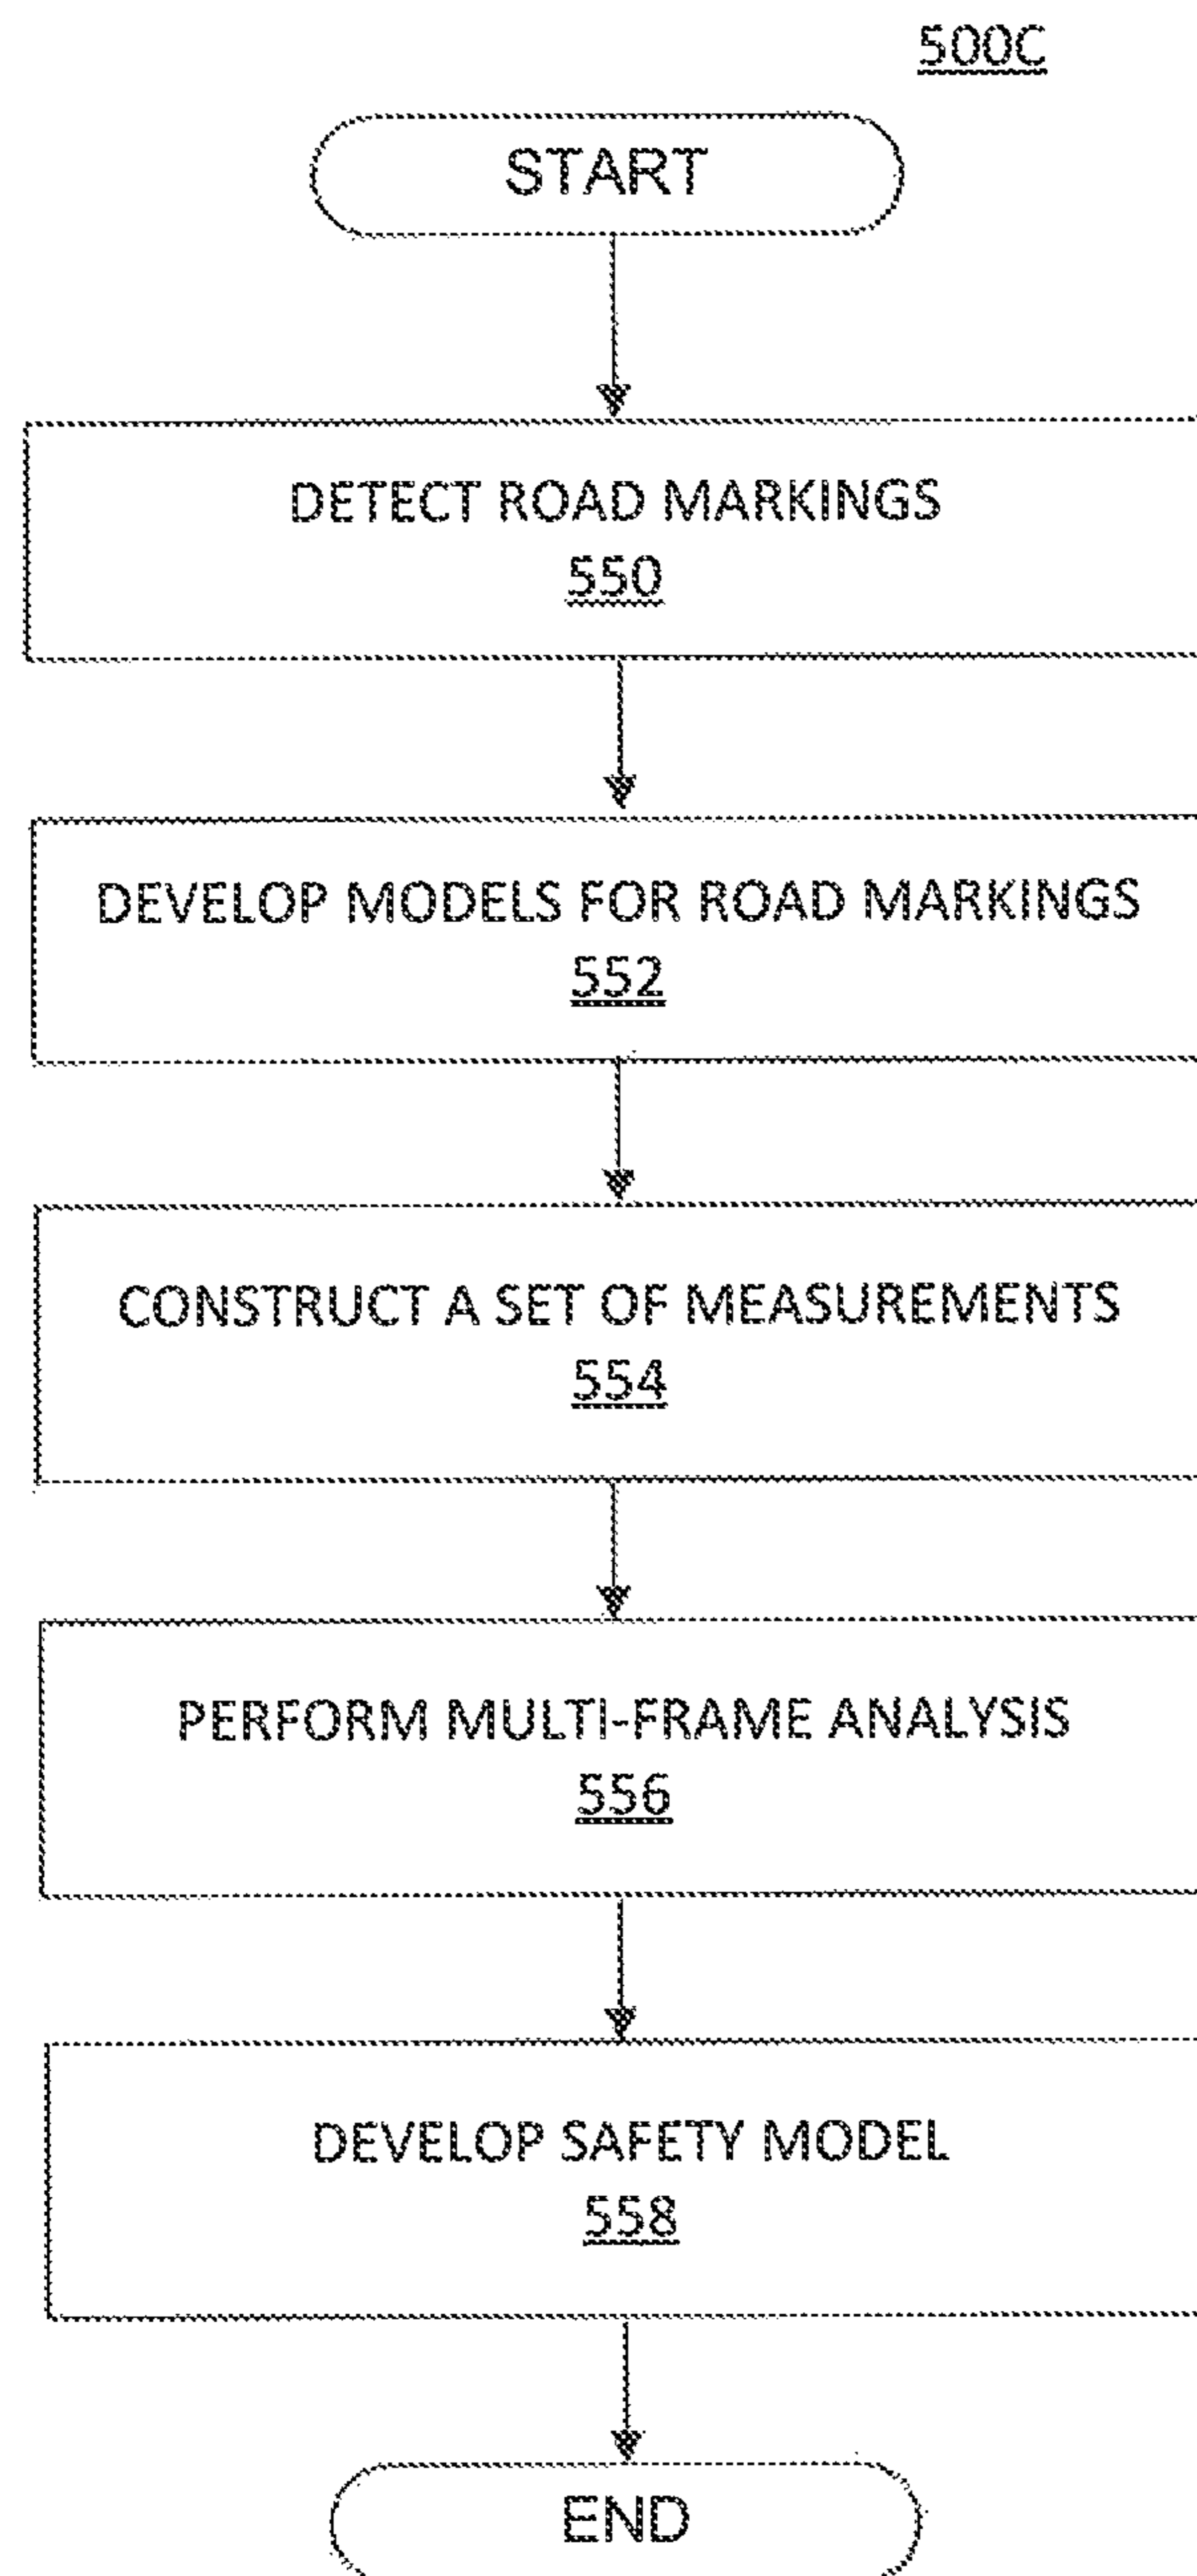 500C
START
DETECT ROAD MARKINGS
550
DEVELOP MODELS FOR ROAD MARKINGS
552
CONSTRUCT A SET OF MEASUREMENTS
554
PERFORM MULTI-FRAME ANALYSIS
556
DEVELOP SAFETY MODEL
558
END